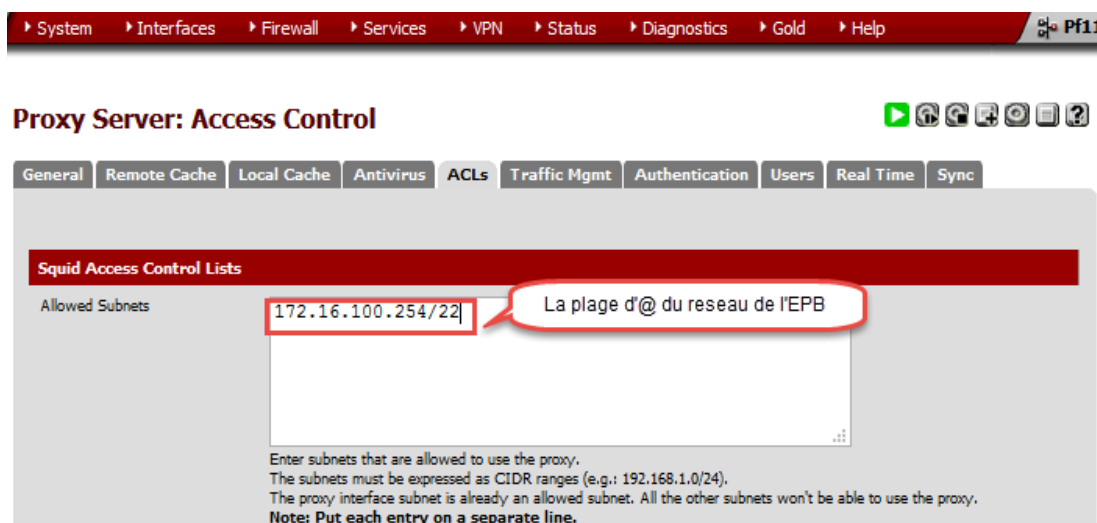 System Interfaces Firewall Services VPN Status Diagnostics Gold Help
Proxy Server: Access Control
General Remote Cache Local Cache Antivirus ACLs Traffic Mgmt Authentication Users Real Time Sync
Squid Access Control Lists
Allowed Subnets
172.16.100.254/22
La plage d'@ du reseau de l'EPB
Enter subnets that are allowed to use the proxy.
The subnets must be expressed as CIDR ranges (e.g.: 192.168.1.0/24).
The proxy interface subnet is already an allowed subnet. All the other subnets won't be able to use the proxy.
Note: Put each entry on a separate line.